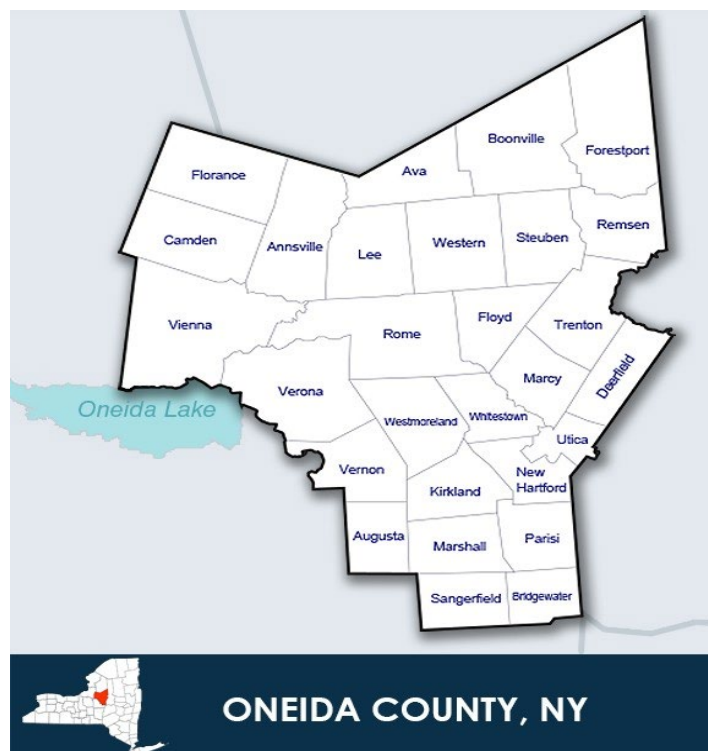 Boonville
Forestport
Florance
Ava
Remsen
Camden
Annsville
Lee
Western
Steuben
Vienna
Rome
Floyd
Trenton
Deerfield
Verona
Marcy
Oneida Lake
Westmoreland
Whitestown
Utica
Vernon
Kirkland
New
Hartford
Augusta
Marshall
Parisi
Sangerfield
Bridgewater
ONEIDA COUNTY, NY